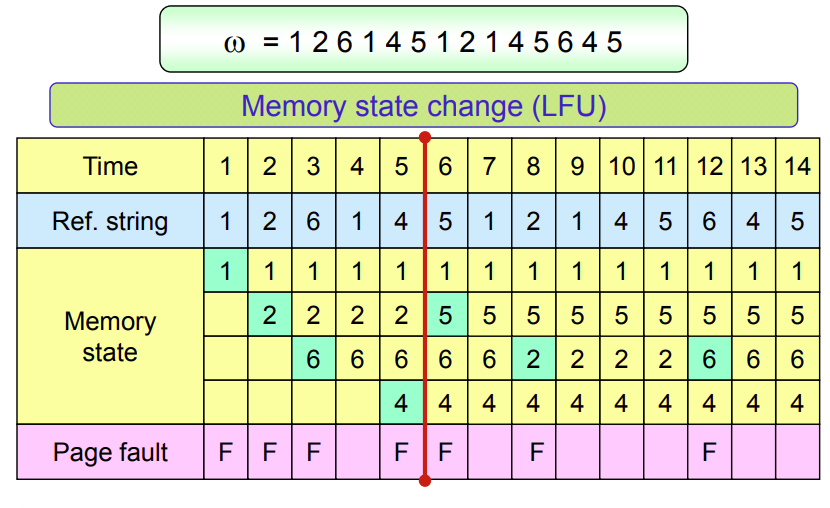 ω = 1 2 6 1 4 5 1 2 1 4 5 6 4 5
Memory state change (LFU)
Time 1 2 3 4 5 6 7 8 9 10 11 12 13 14
Ref. string 1 2 6 1 4 5 1 2 1 4 5 6 4 5
Memory state
1 1 1 1 1 1 1 1 1 1 1 1 1 1
2 2 2 2 5 5 5 5 5 5 5 5 5
6 6 6 6 6 2 2 2 2 6 6 6
4 4 4 4 4 4 4 4 4 4
Page fault F F F F F F F